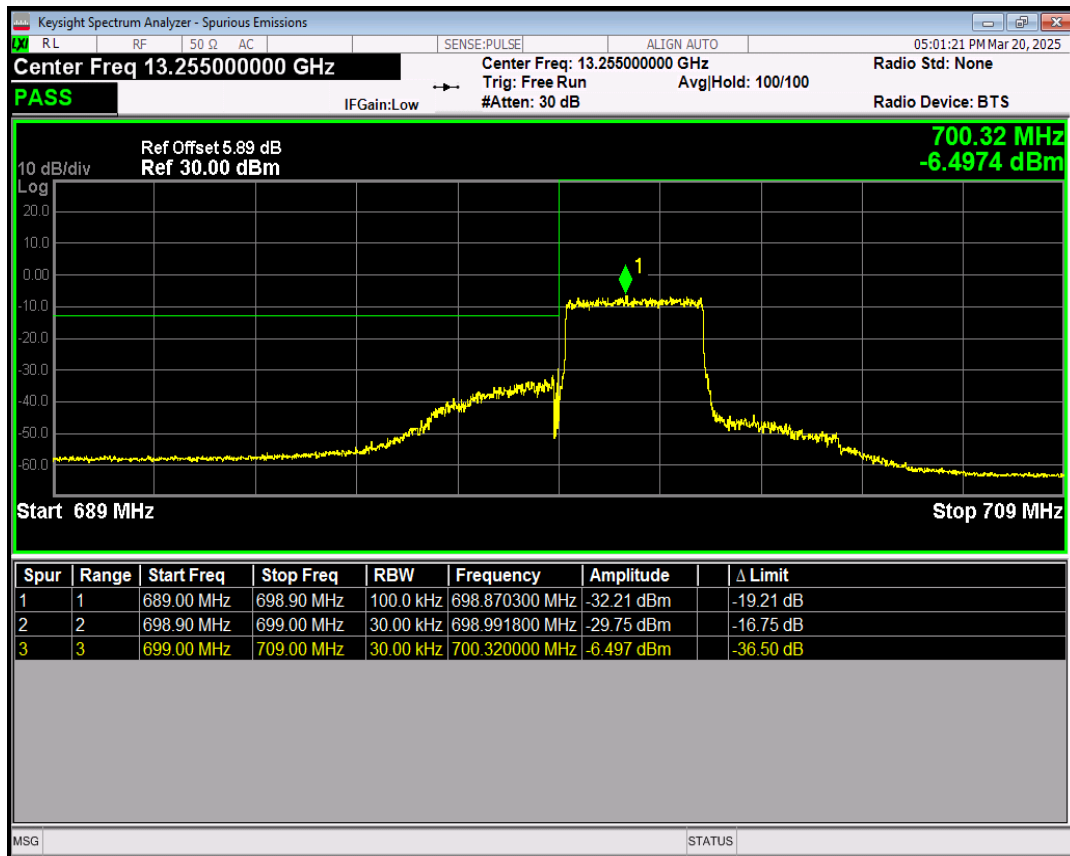 Keysight Spectrum Analyzer - Spurious Emissions
LXI RL RF 50 Ω AC SENSE:PULSE ALIGN AUTO 05:01:21 PM Mar 20, 2025
Center Freq 13.255000000 GHz Center Freq: 13.255000000 GHz Radio Std: None
Trig: Free Run Avg|Hold: 100/100
PASS IFGain:Low #Atten: 30 dB Radio Device: BTS
700.32 MHz
Ref Offset 5.89 dB
-6.4974 dBm
10 dB/div Ref 30.00 dBm
Log
20.0
10.0
1
0.00
-10.0
-20.0
-30.0
-40.0
-50.0
-60.0
Start 689 MHz Stop 709 MHz
Spur Range Start Freq Stop Freq RBW Frequency Amplitude Δ Limit
1 1 689.00 MHz 698.90 MHz 100.0 kHz 698.870300 MHz -32.21 dBm -19.21 dB
2 2 698.90 MHz 699.00 MHz 30.00 kHz 698.991800 MHz -29.75 dBm -16.75 dB
3 3 699.00 MHz 709.00 MHz 30.00 kHz 700.320000 MHz -6.497 dBm -36.50 dB
MSG STATUS